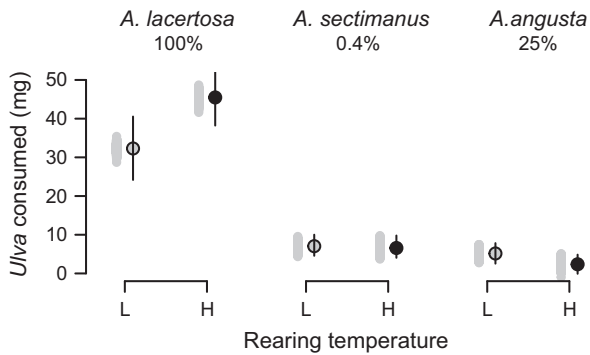 A. lacertosa A. sectimanus A.angusta
100% 0.4% 25%
50
40
30
20
10
0
Ulva consumed (mg)
L H L H L H
Rearing temperature